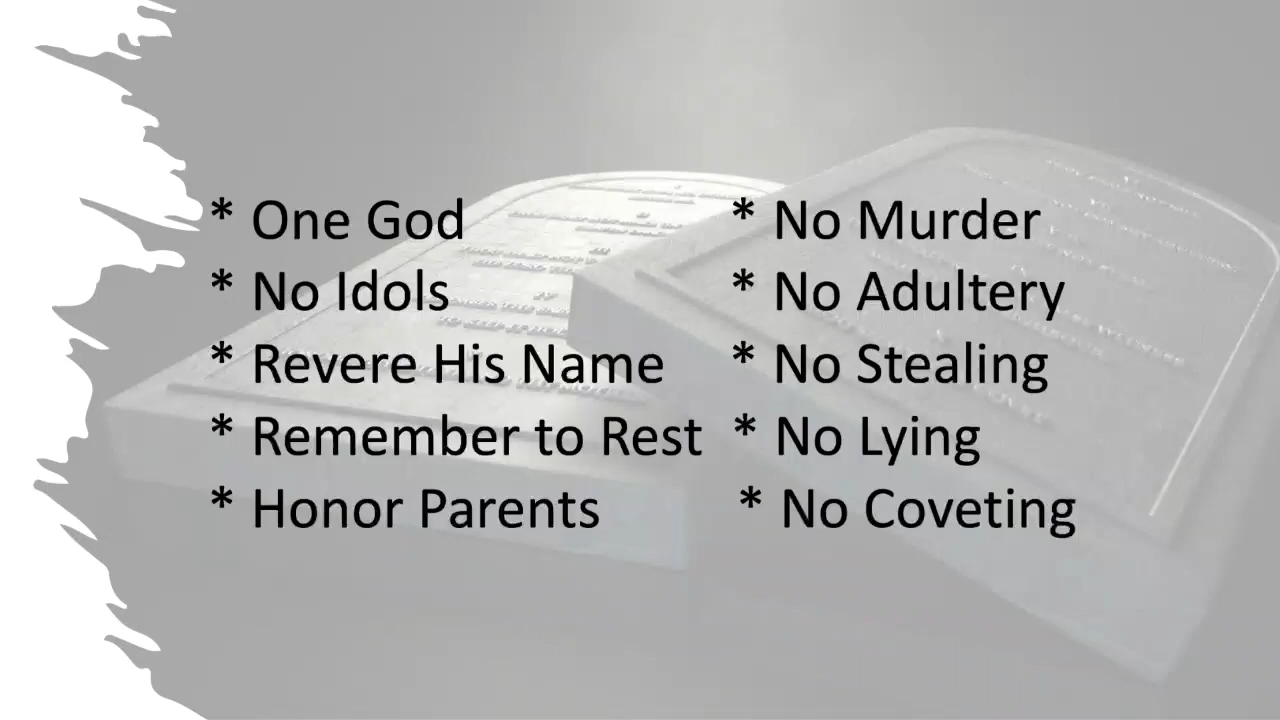 * One God
* No Idols
* Revere His Name
* Remember to Rest
* Honor Parents
* No Murder
* No Adultery
* No Stealing
* No Lying
* No Coveting